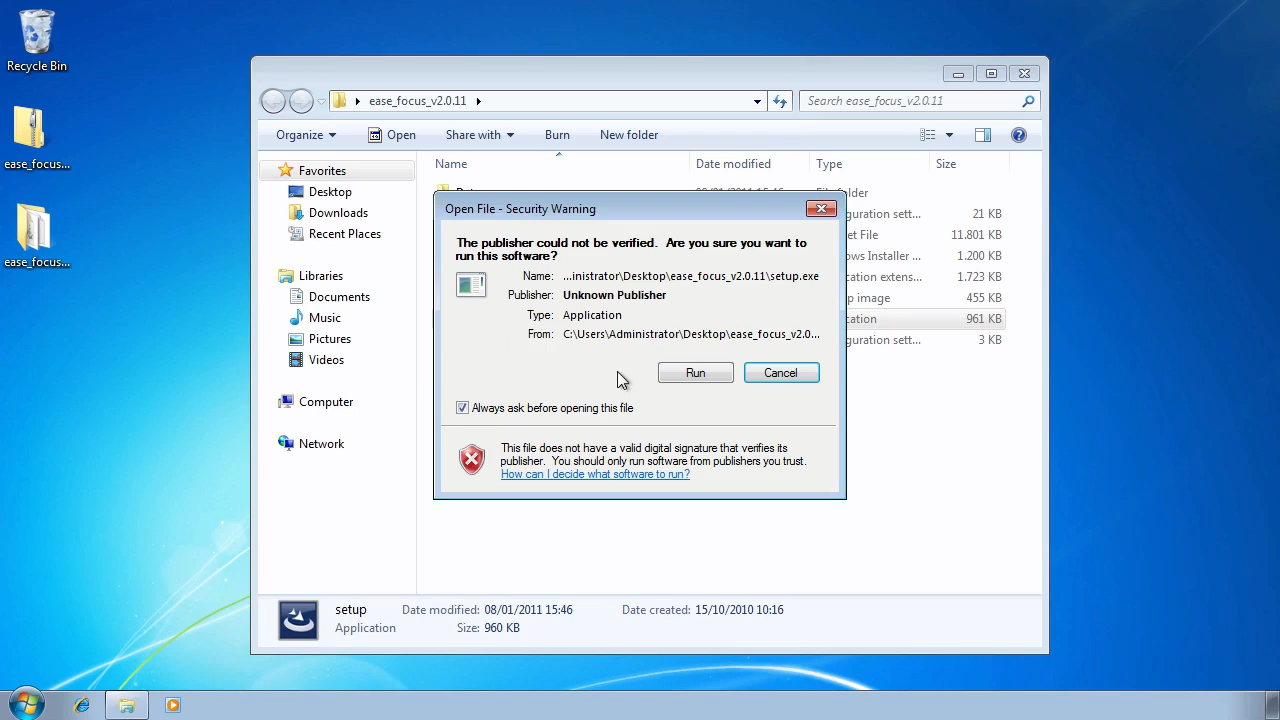 Recycle Bin
ease_focus...
ease_focus...
ease_focus_v2.0.11
Search ease_focus_v2.0.11
Organize
Open
Share with
Burn
New folder
Name
Date modified
Type
Size
Favorites
Desktop
Downloads
Recent Places
Libraries
Documents
Music
Pictures
Videos
Computer
Network
08/01/2011 15:46
21 KB
11.801 KB
1.200 KB
1.723 KB
455 KB
961 KB
3 KB
Open File - Security Warning
The publisher could not be verified. Are you sure you want to
run this software?
Name: ...inistrator\Desktop\ease_focus_v2.0.11\setup.exe
Publisher: Unknown Publisher
Type: Application
From: C:\Users\Administrator\Desktop\ease_focus_v2.0...
Run
Cancel
Always ask before opening this file
This file does not have a valid digital signature that verifies its
publisher. You should only run software from publishers you trust.
How can I decide what software to run?
setup
Date modified: 08/01/2011 15:46
Date created: 15/10/2010 10:16
Application
Size: 960 KB